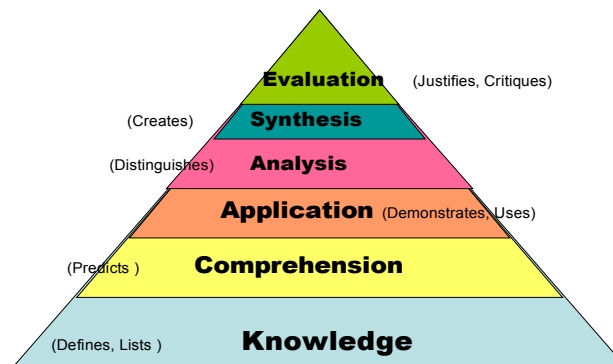 Evaluation (Justifies, Critiques)
(Creates) Synthesis
(Distinguishes) Analysis
Application (Demonstrates, Uses)
(Predicts ) Comprehension
(Defines, Lists ) Knowledge